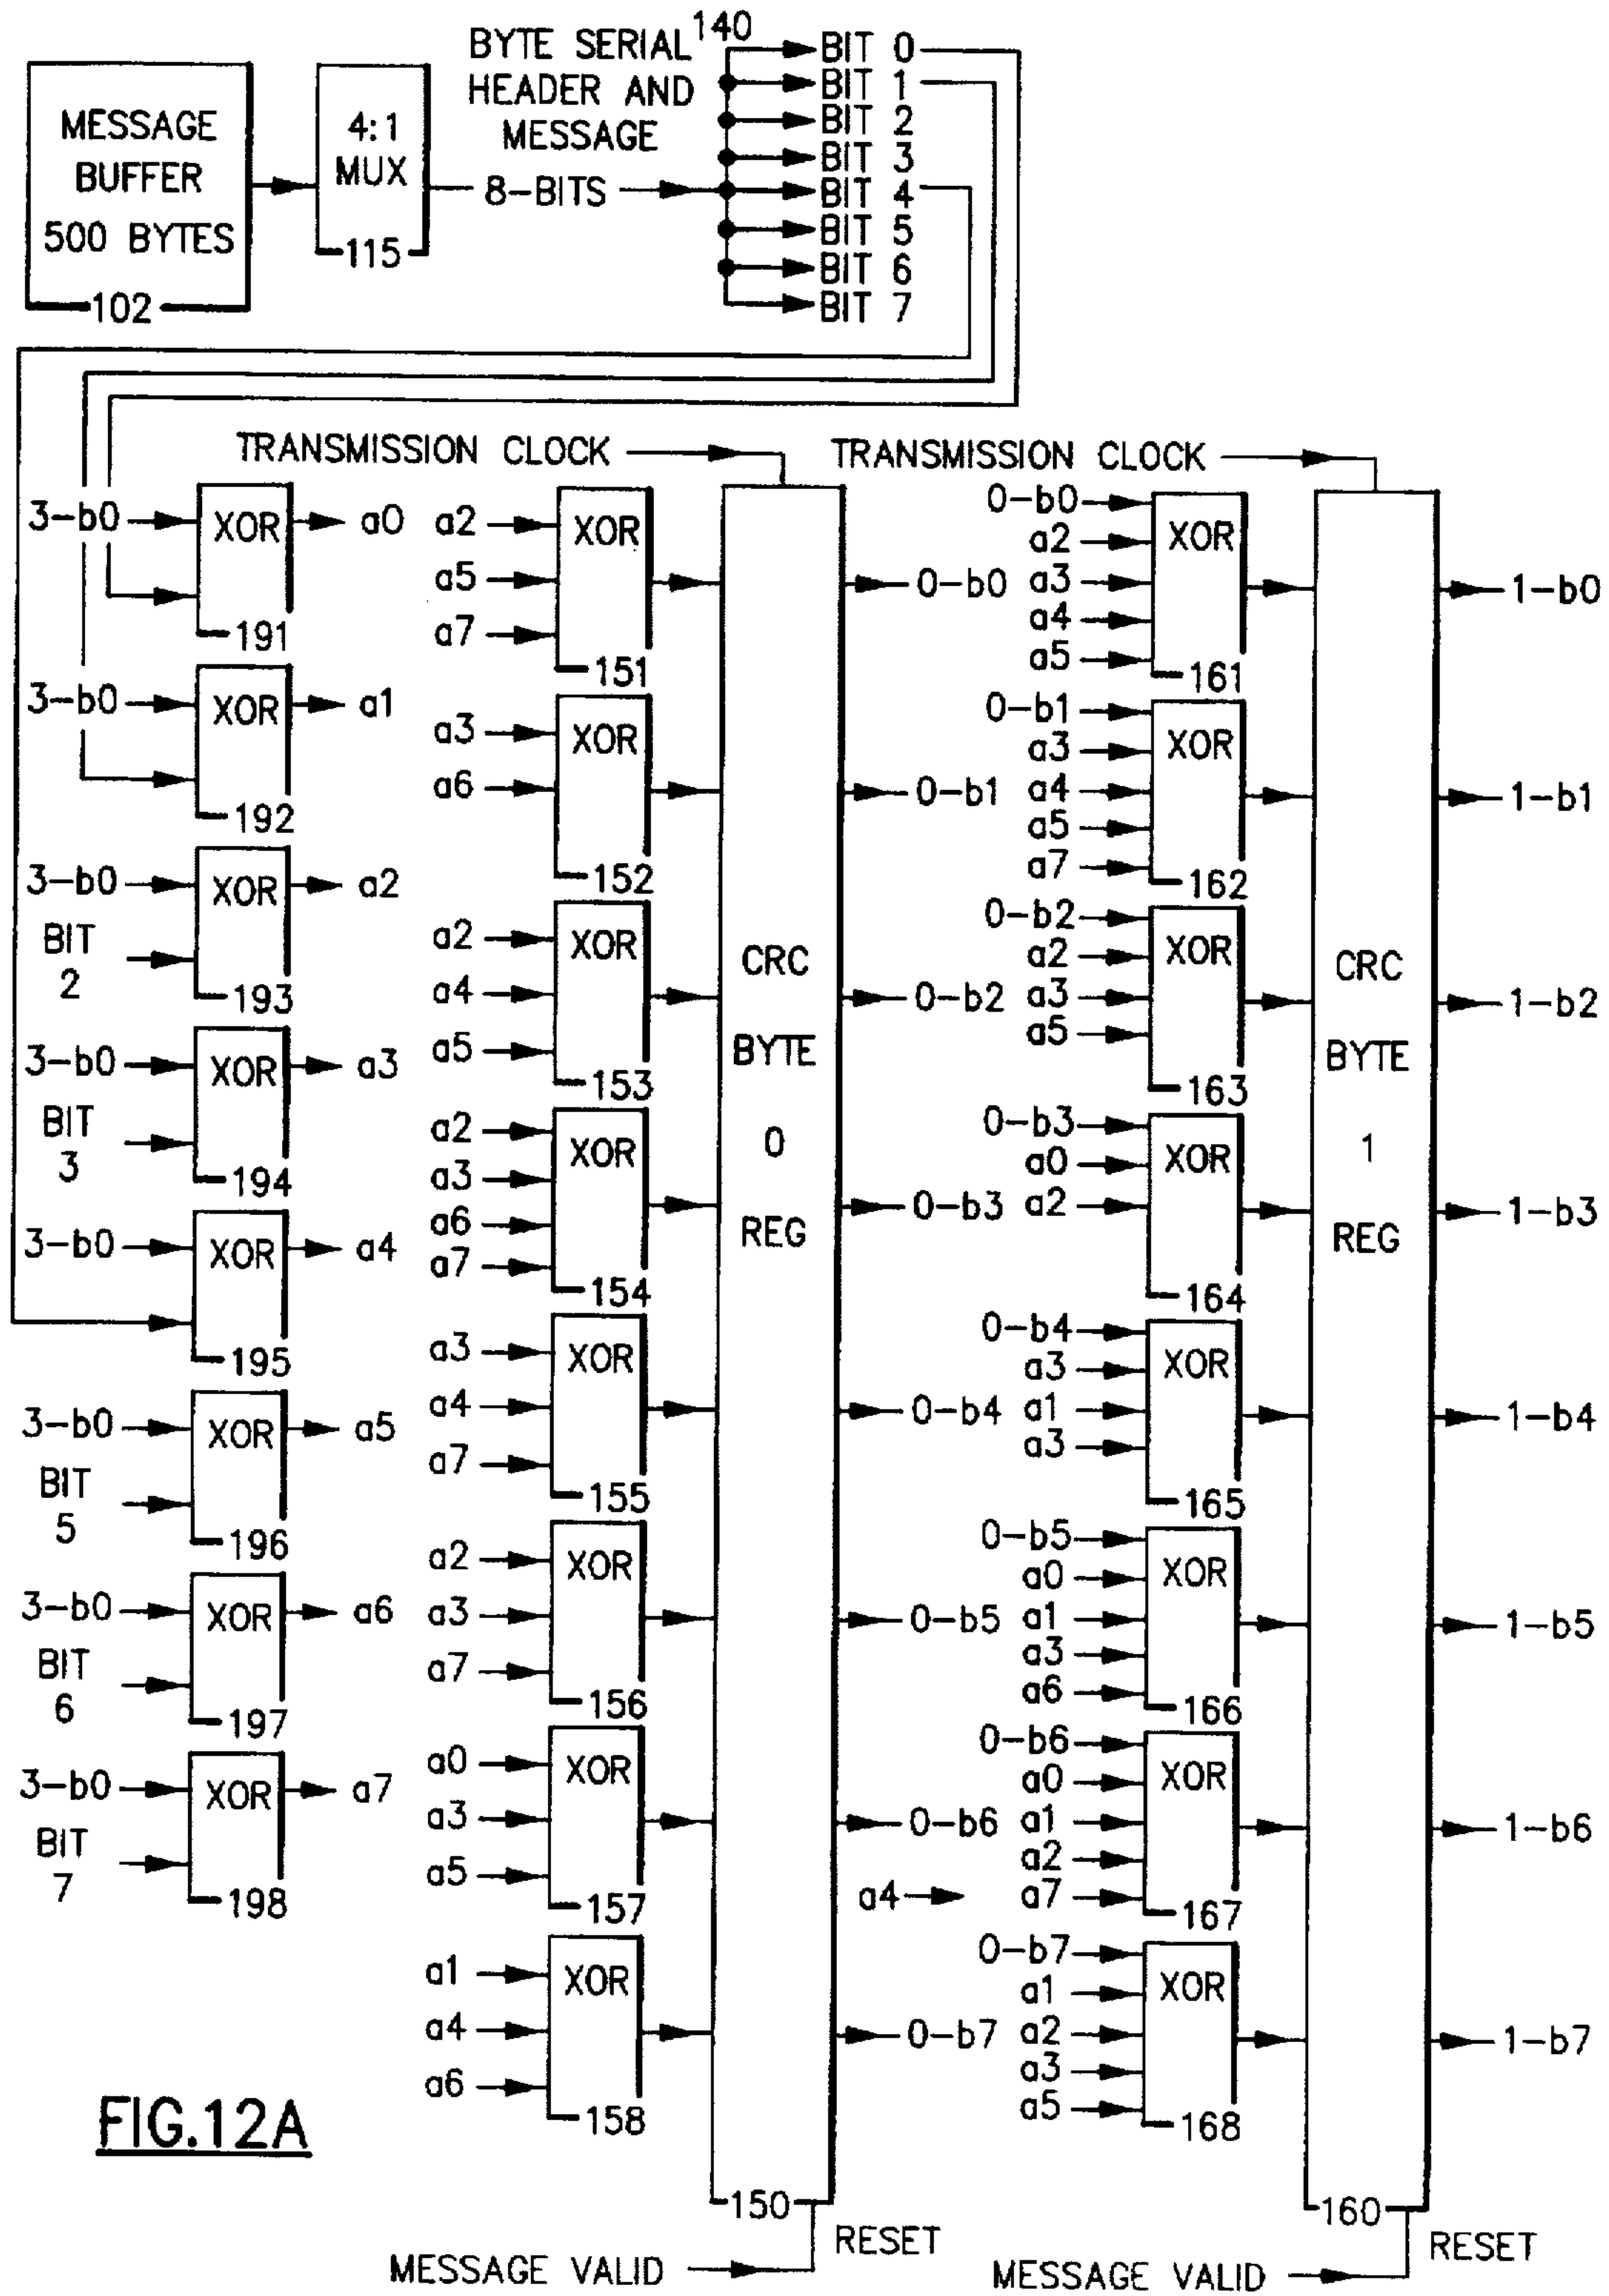 MESSAGE
BUFFER
500 BYTES
102
4:1
MUX
115
BYTE SERIAL
HEADER AND
MESSAGE
8-BITS
140
BIT 0
BIT 1
BIT 2
BIT 3
BIT 4
BIT 5
BIT 6
BIT 7
TRANSMISSION CLOCK
TRANSMISSION CLOCK
3-b0
XOR
a0
191
3-b0
XOR
a1
192
3-b0
BIT
2
XOR
a2
193
3-b0
BIT
3
XOR
a3
194
3-b0
XOR
a4
195
3-b0
BIT
5
XOR
a5
196
3-b0
BIT
6
XOR
a6
197
3-b0
BIT
7
XOR
a7
198
a2
a5
a7
XOR
151
a3
a6
XOR
152
a2
a4
a5
XOR
153
a2
a3
a6
a7
XOR
154
a3
a4
a7
XOR
155
a2
a3
a7
XOR
156
a0
a3
a5
XOR
157
a1
a4
a6
XOR
158
CRC
BYTE
0
REG
150
0-b0
0-b1
0-b2
0-b3
0-b4
0-b5
0-b6
0-b7
MESSAGE VALID
RESET
0-b0
a2
a3
a4
a5
XOR
161
0-b1
a3
a4
a5
a7
XOR
162
0-b2
a2
a3
a5
XOR
163
0-b3
a0
a2
XOR
164
0-b4
a3
a1
a3
XOR
165
0-b5
a0
a1
a3
a6
XOR
166
0-b6
a0
a1
a2
a4
a7
XOR
167
0-b7
a1
a2
a3
a5
XOR
168
CRC
BYTE
1
REG
160
1-b0
1-b1
1-b2
1-b3
1-b4
1-b5
1-b6
1-b7
MESSAGE VALID
RESET
FIG.12A